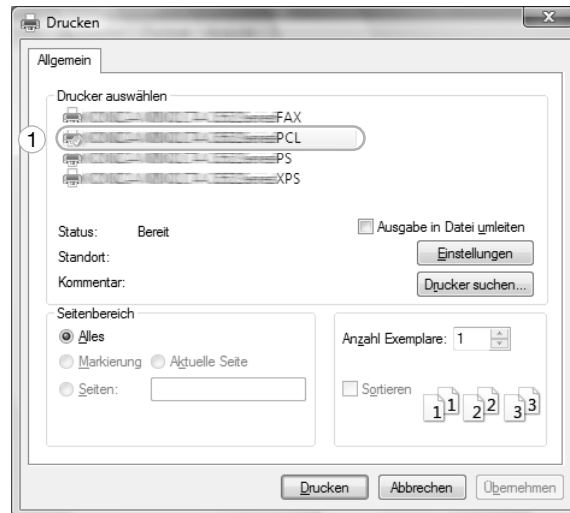 Drucken
Allgemein
Drucker auswählen
FAX
1 PCL
PS
XPS
Status: Bereit
Ausgabe in Datei umleiten
Standort:
Einstellungen
Kommentar:
Drucker suchen...
Seitenbereich
Alles
Anzahl Exemplare: 1
Markierung Aktuelle Seite
Seiten:
Sortieren
1 1 2 2 3 3
Drucken Abbrechen Übernehmen